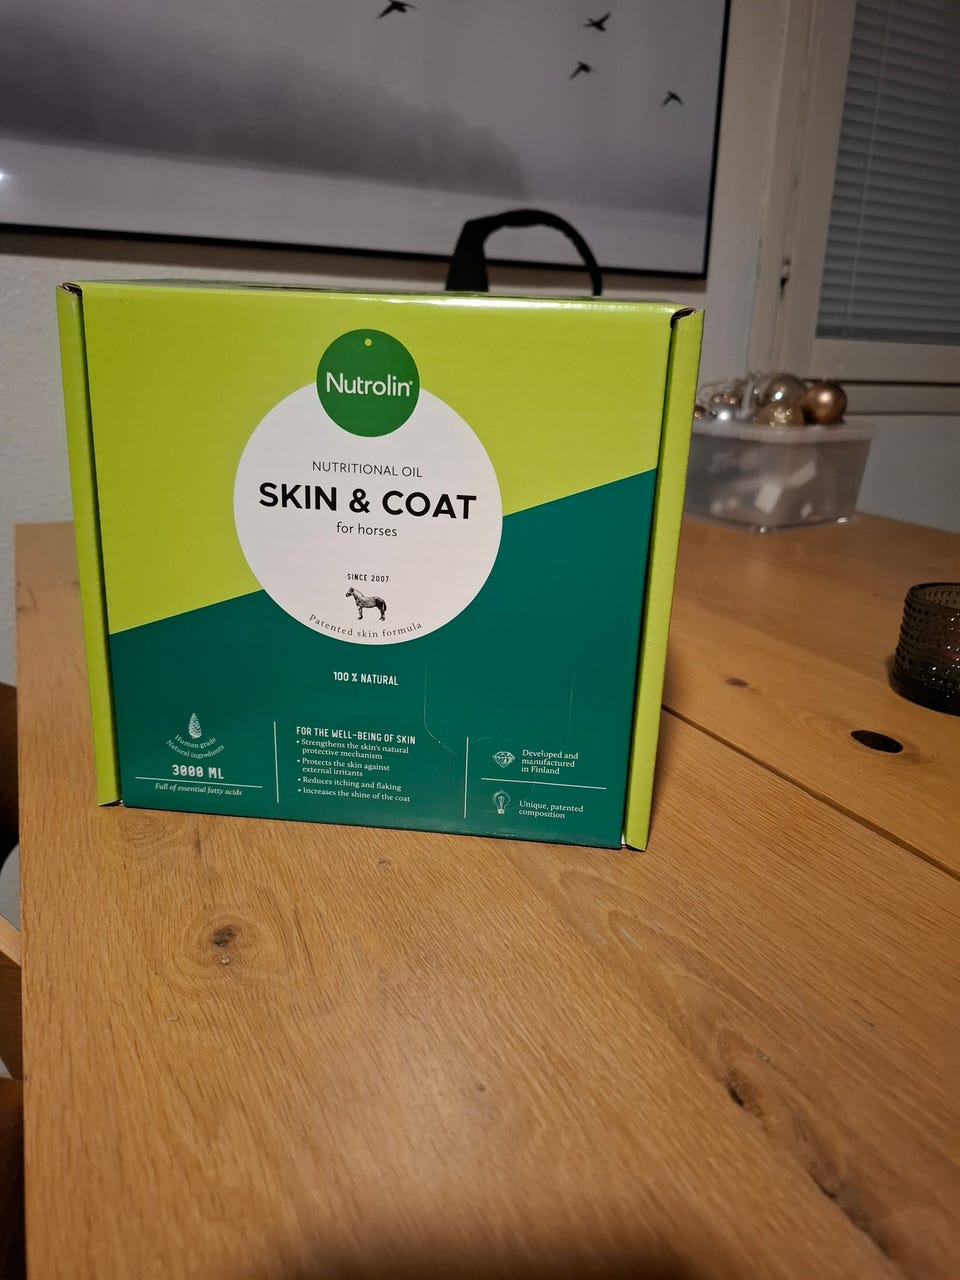 Nutrolin®
NUTRITIONAL OIL
SKIN & COAT
for horses
·SINCE 2007·
Patented skin formula
100 % NATURAL
Human grade
Natural ingredients
3000 ML
Full of essential fatty acids
FOR THE WELL-BEING OF SKIN
• Strengthens the skin's natural
protective mechanism
• Protects the skin against
external irritants
• Reduces itching and flaking
• Increases the shine of the coat
Developed and
manufactured
in Finland
Unique, patented
composition